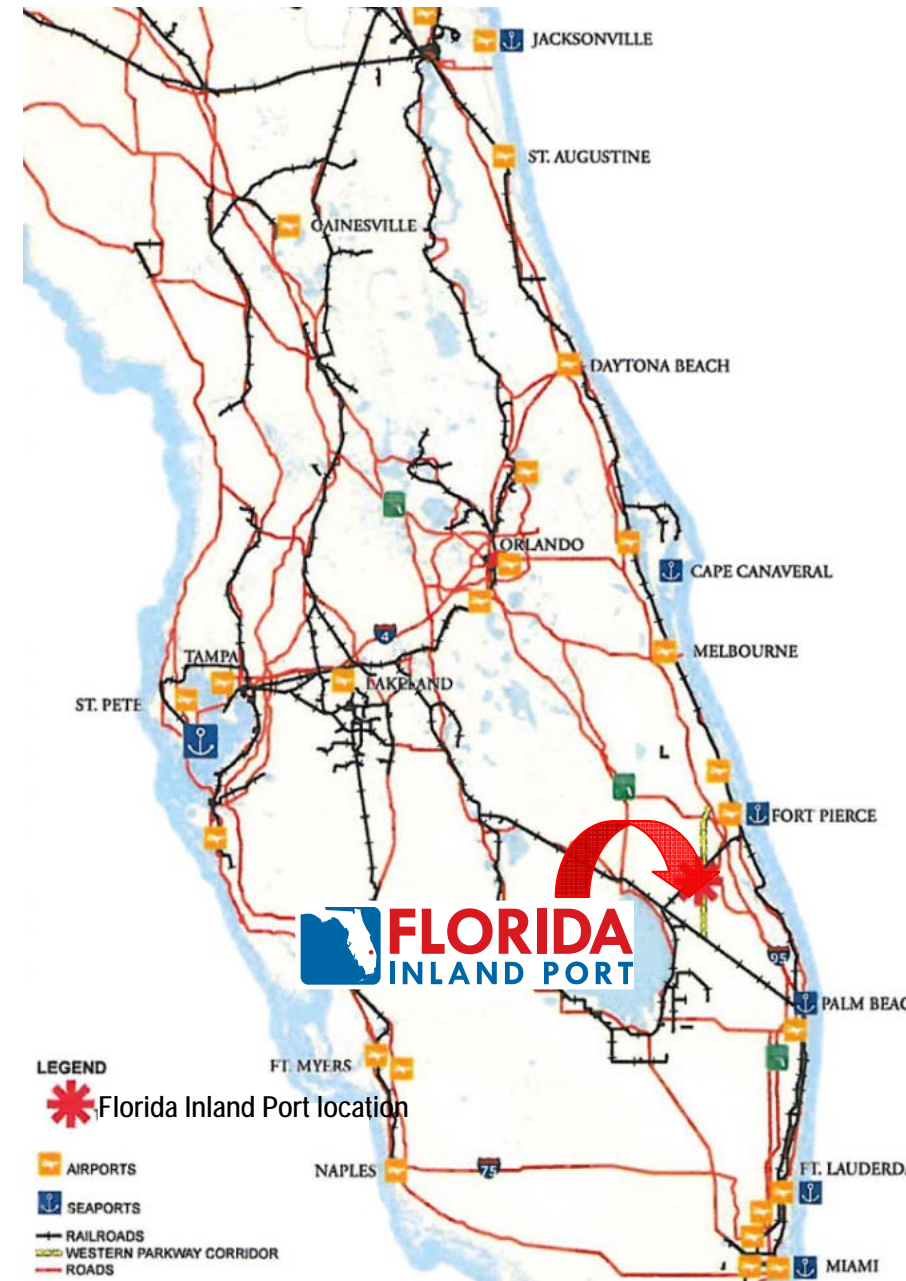 JACKSONVILLE
ST. AUGUSTINE
GAINESVILLE
DAYTONA BEACH
ORLANDO
CAPE CANAVERAL
4
TAMPA
MELBOURNE
LAKELAND
ST. PETE
L
FORT PIERCE
FLORIDA
INLAND PORT
95
PALM BEAC
FT. MYERS
LEGEND
Florida Inland Port location
AIRPORTS
NAPLES
75
FT. LAUDERD
SEAPORTS
RAILROADS
WESTERN PARKWAY CORRIDOR
ROADS
MIAMI